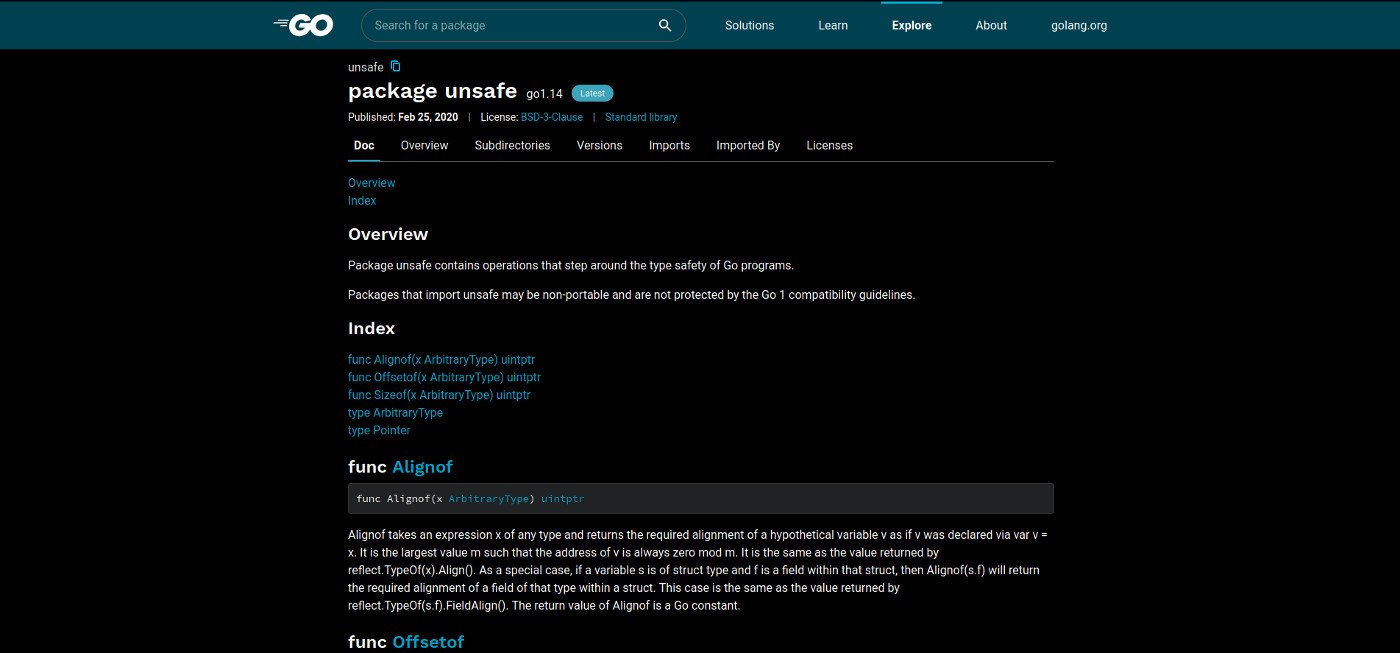 GO Search for a package Solutions Learn Explore About golang.org
unsafe
package unsafe go1.14 Latest
Published: Feb 25, 2020 | License: BSD-3-Clause | Standard library
Doc Overview Subdirectories Versions Imports Imported By Licenses
Overview
Index
Overview
Package unsafe contains operations that step around the type safety of Go programs.
Packages that import unsafe may be non-portable and are not protected by the Go 1 compatibility guidelines.
Index
func Alignof(x ArbitraryType) uintptr
func Offsetof(x ArbitraryType) uintptr
func Sizeof(x ArbitraryType) uintptr
type ArbitraryType
type Pointer
func Alignof
func Alignof(x ArbitraryType) uintptr
Alignof takes an expression x of any type and returns the required alignment of a hypothetical variable v as if v was declared via var v =
x. It is the largest value m such that the address of v is always zero mod m. It is the same as the value returned by
reflect.TypeOf(x).Align(). As a special case, if a variable s is of struct type and f is a field within that struct, then Alignof(s.f) will return
the required alignment of a field of that type within a struct. This case is the same as the value returned by
reflect.TypeOf(s.f).FieldAlign(). The return value of Alignof is a Go constant.
func Offsetof